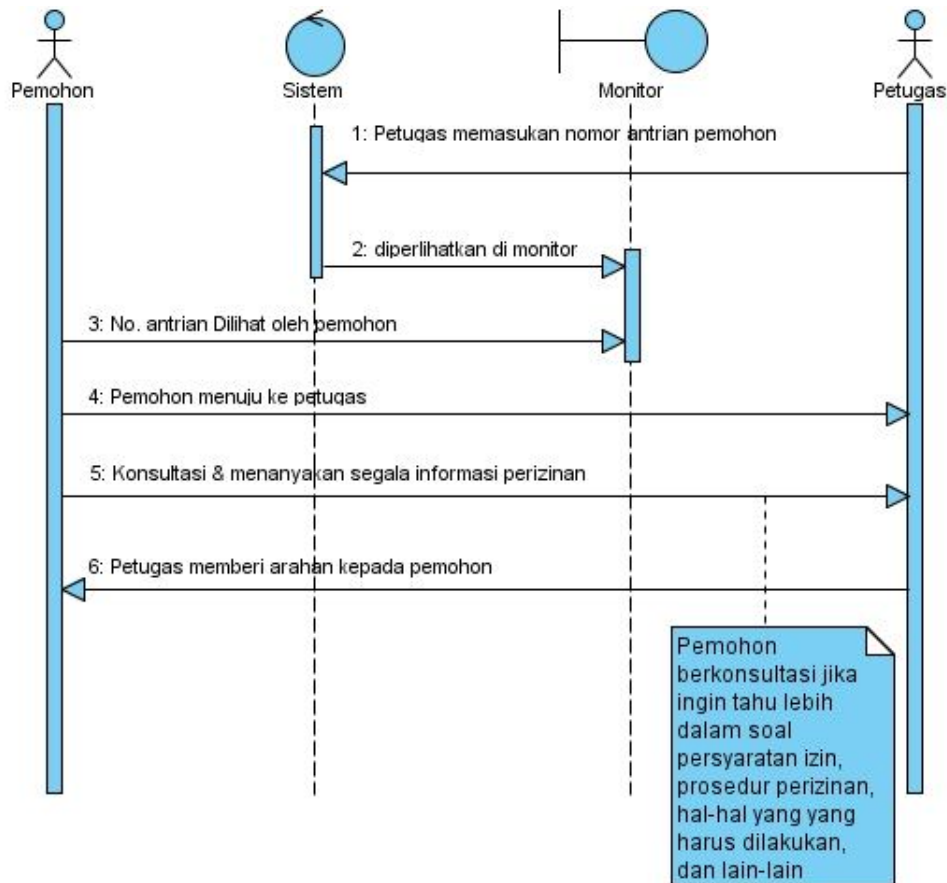 Pemohon
Sistem
Monitor
Petugas
1: Petugas memasukan nomor antrian pemohon
2: diperlihatkan di monitor
3: No. antrian Dilihat oleh pemohon
4: Pemohon menuju ke petugas
5: Konsultasi & menanyakan segala informasi perizinan
6: Petugas memberi arahan kepada pemohon
Pemohon
berkonsultasi jika
ingin tahu lebih
dalam soal
persyaratan izin,
prosedur perizinan,
hal-hal yang yang
harus dilakukan,
dan lain-lain